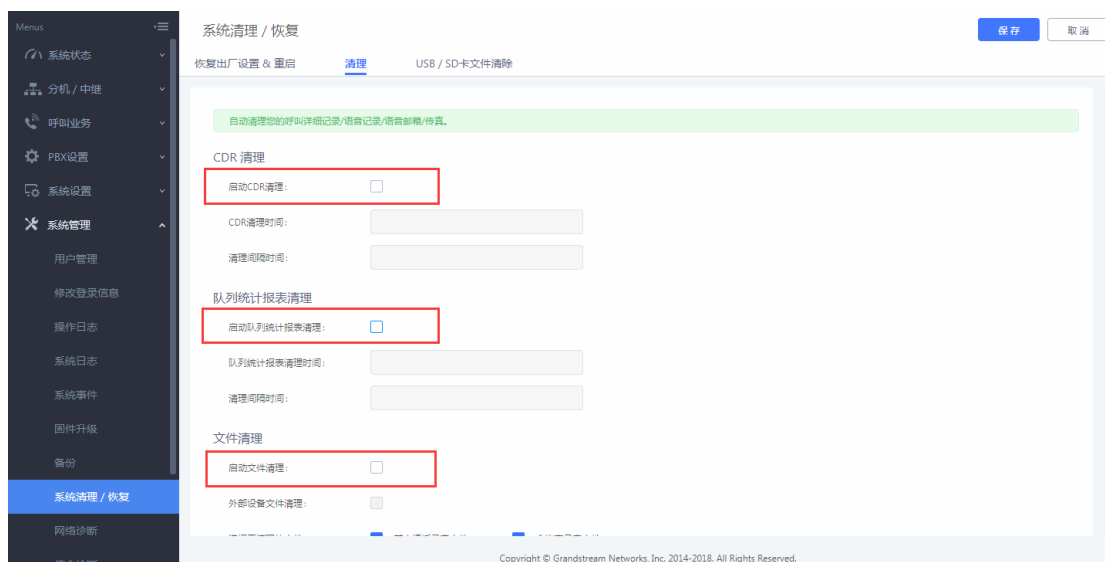 Menus
系统状态
分机 / 中继
呼叫业务
PBX设置
系统设置
系统管理
用户管理
修改登录信息
操作日志
系统日志
系统事件
固件升级
备份
系统清理 / 恢复
网络诊断
系统清理 / 恢复
保存
取消
恢复出厂设置 & 重启
清理
USB / SD卡文件清除
自动清理您的呼叫详细记录/语音记录/语音邮箱/传真。
CDR 清理
启动CDR清理:
CDR清理时间:
清理间隔时间:
队列统计报表清理
启动队列统计报表清理:
队列统计报表清理时间:
清理间隔时间:
文件清理
启动文件清理:
外部设备文件清理:
Copyright © Grandstream Networks, Inc. 2014-2018. All Rights Reserved.